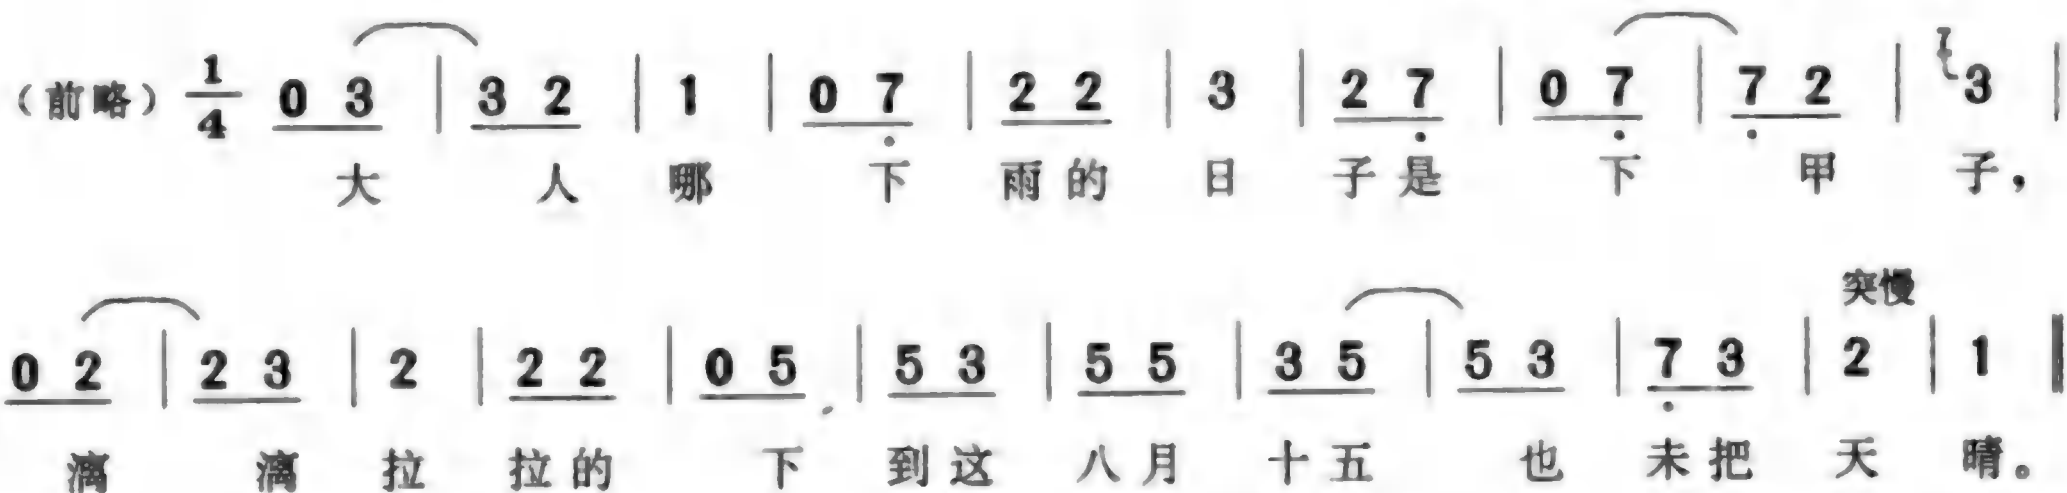 （前略） 1/4 0 3 | 3 2 | 1 | 0 7̣ | 2 2 | 3 | 2 7̣ | 0 7̣ | 7̣ 2 | 7 3 |
大 人 哪 下 雨的 日 子是 下 甲 子，
突慢
0 2 | 2 3 | 2 | 2 2 | 0 5 | 5 3 | 5 5 | 3 5 | 5 3 | 7̣ 3 | 2 | 1 ‖
漓 漓 拉 拉的 下 到这 八月 十五 也 未把 天 晴。